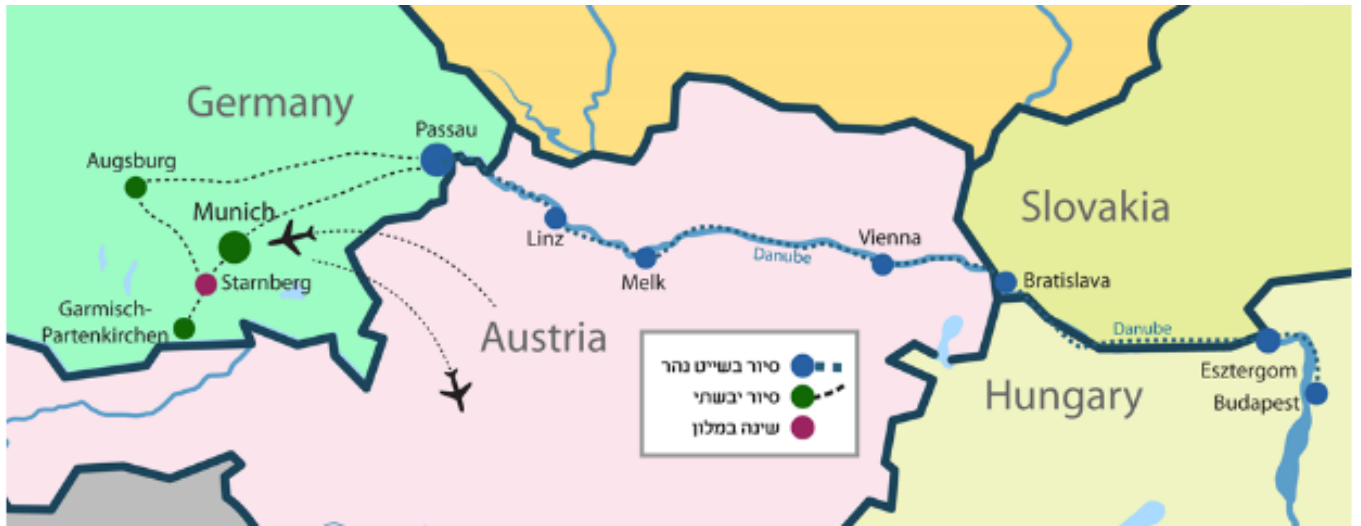 Germany
Passau
Augsburg
Munich
Starnberg
Garmisch-
Partenkirchen
Linz
Melk
Danube
Vienna
Austria
Slovakia
Bratislava
Danube
Esztergom
Budapest
Hungary
סיור בשייט נהר
סיור יבשתי
שינה במלון